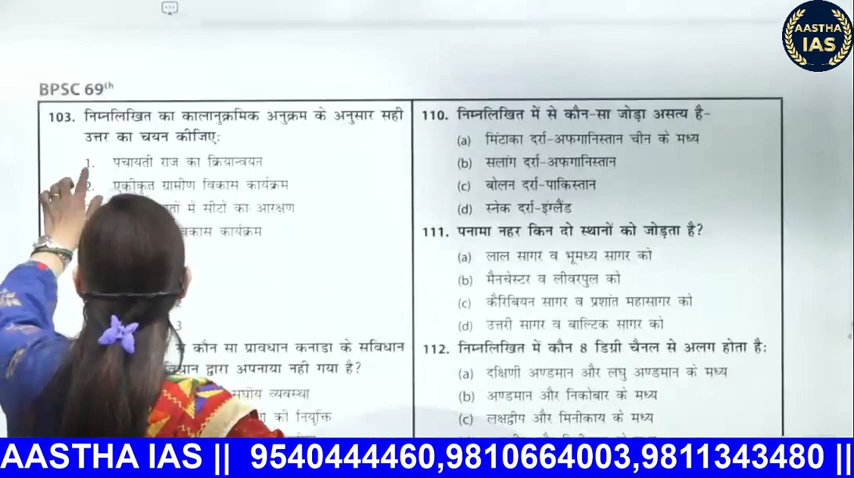 AASTHA
IAS
BPSC 69th
103. निम्नलिखित का कालानुक्रमिक अनुक्रम के अनुसार सही
उत्तर का चयन कीजिए:
1. पचायती राज का क्रियान्वयन
2. एकीकृत ग्रामीण विकास कार्यक्रम
में सीटों का आरक्षण
कार्यक्रम
3
कौन सा प्रावधान कनाडा के सविधान
द्वारा अपनाया नही गया है?
व्यवस्था
की नियुक्ति
110. निम्नलिखित में से कौन-सा जोड़ा असत्य है-
(a) मिंटाका दर्रा-अफगानिस्तान चीन के मध्य
(b) सलांग दर्रा-अफगानिस्तान
(c) बोलन दर्रा-पाकिस्तान
(d) स्नेक दर्रा-इंग्लैंड
111. पनामा नहर किन दो स्थानों को जोड़ता है?
(a) लाल सागर व भूमध्य सागर को
(b) मैनचेस्टर व लीवरपुल को
(c) कैरिबियन सागर व प्रशांत महासागर को
(d) उत्तरी सागर व बाल्टिक सागर को
112. निम्नलिखित में कौन 8 डिग्री चैनल से अलग होता है:
(a) दक्षिणी अण्डमान और लघु अण्डमान के मध्य
(b) अण्डमान और निकोबार के मध्य
(c) लक्षद्वीप और मिनीकाय के मध्य
AASTHA IAS || 9540444460,9810664003,9811343480 ||